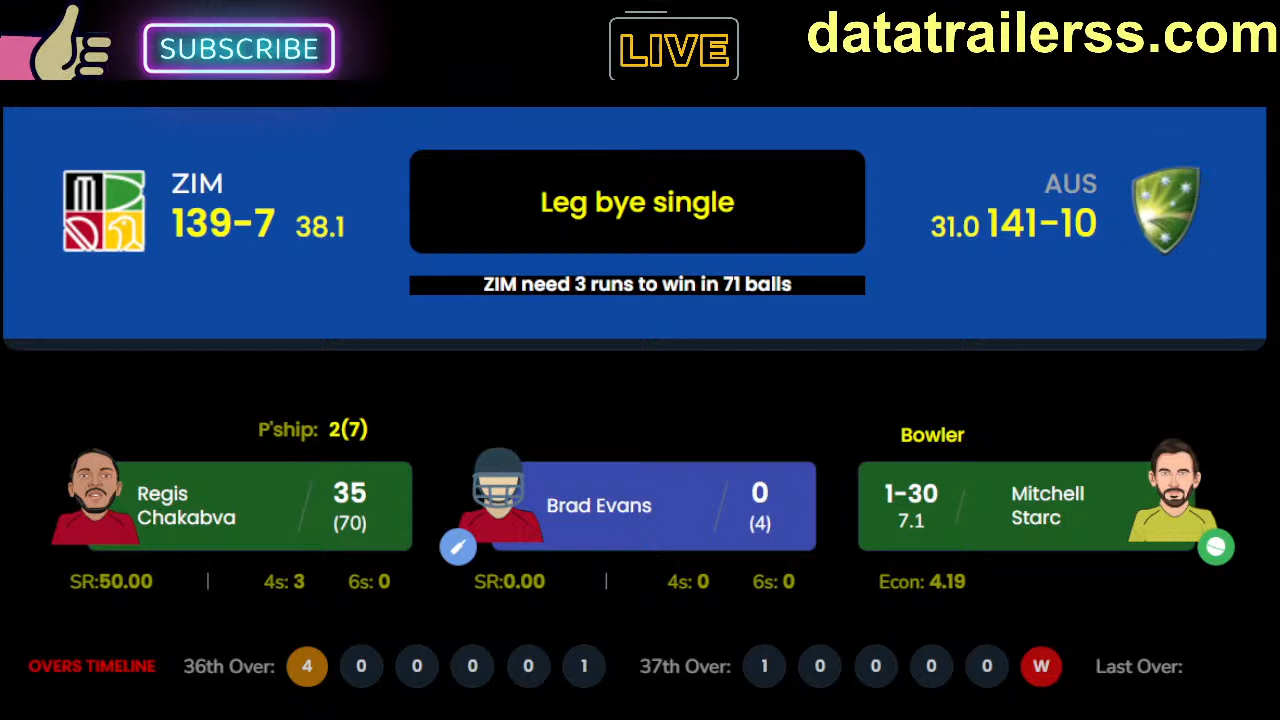 SUBSCRIBE
LIVE
datatrailerss.com
ZIM
139-7 38.1
Leg bye single
AUS
31.0 141-10
ZIM need 3 runs to win in 71 balls
P'ship: 2(7)
Bowler
Regis Chakabva
35
(70)
Brad Evans
0
(4)
1-30
7.1
Mitchell Starc
SR:50.00 | 4s: 3 6s: 0
SR:0.00 | 4s: 0 6s: 0
Econ: 4.19
OVERS TIMELINE 36th Over: 4 0 0 0 0 1 37th Over: 1 0 0 0 0 W Last Over: